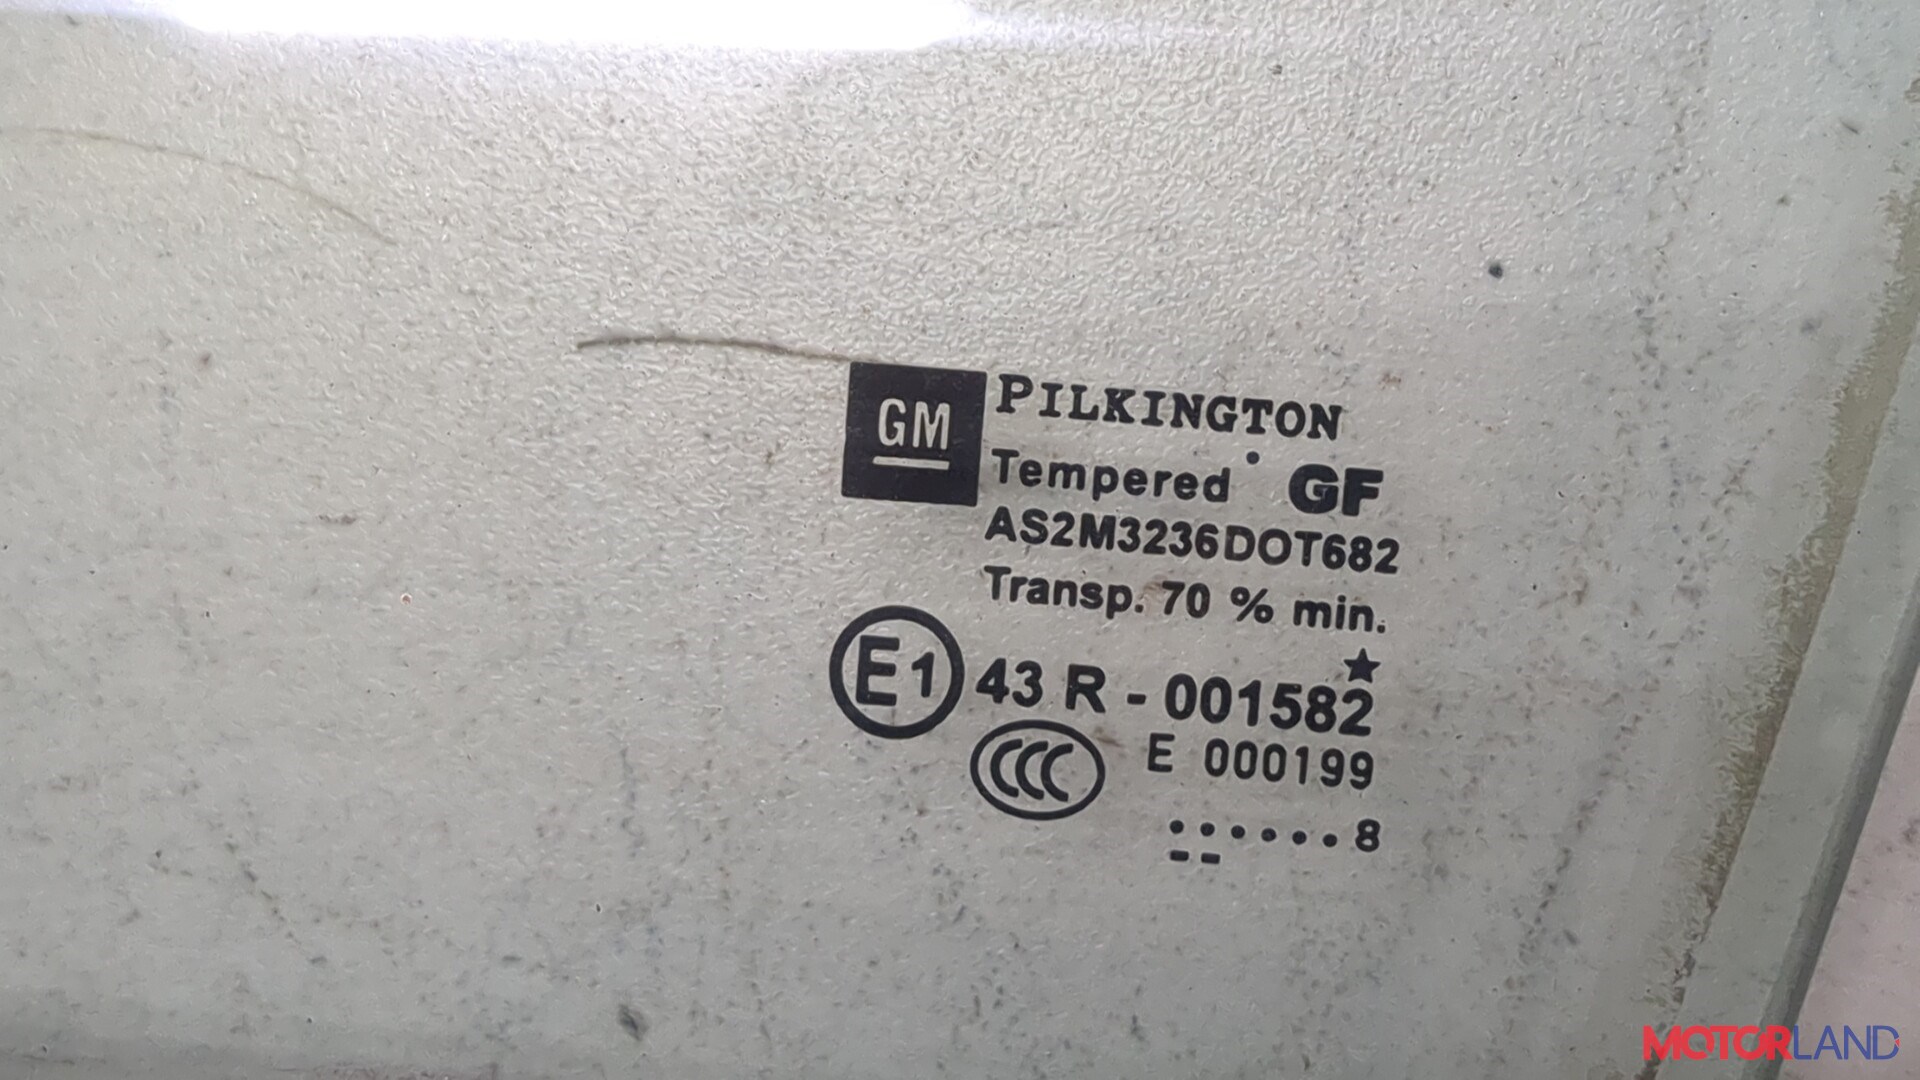 GM
PILKINGTON
Tempered GF
AS2M3236DOT682
Transp. 70 % min.
E1 43 R - 001582
CCC E 000199
......8
MOTORLAND